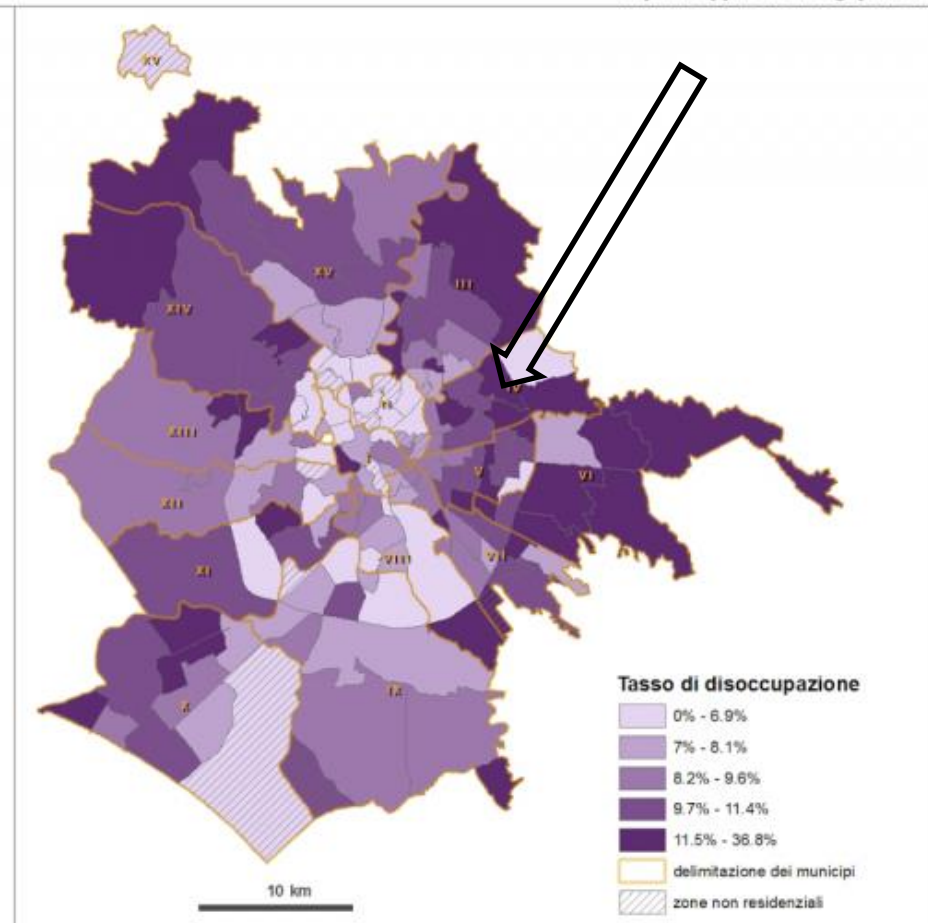 XV
XV
III
XIV
IV
II
XIII
I
V
VI
XII
VIII
VII
XI
IX
X
Tasso di disoccupazione
0% - 6.9%
7% - 8.1%
8.2% - 9.6%
9.7% - 11.4%
11.5% - 36.8%
delimitazione dei municipi
zone non residenziali
10 km